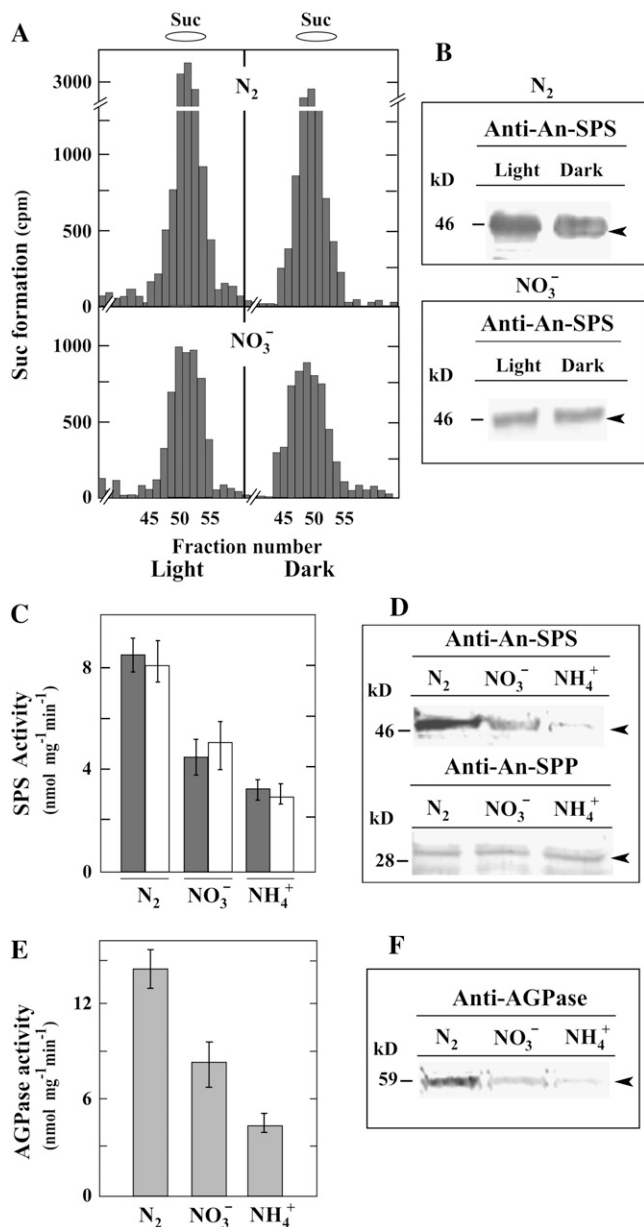 A
Suc Suc
N₂
3000
1000
500
0
NO₃⁻
1000
500
0
Suc formation (cpm)
45 50 55 45 50 55
Fraction number
Light Dark
B
N₂
Anti-An-SPS
kD Light Dark
46
NO₃⁻
Anti-An-SPS
kD Light Dark
46
C
SPS Activity
(nmol mg⁻¹min⁻¹)
8
4
0
N₂ NO₃⁻ NH₄⁺
D
Anti-An-SPS
kD N₂ NO₃⁻ NH₄⁺
46
Anti-An-SPP
kD N₂ NO₃⁻ NH₄⁺
28
E
AGPase activity
(nmol mg⁻¹min⁻¹)
12
6
0
N₂ NO₃⁻ NH₄⁺
F
Anti-AGPase
kD N₂ NO₃⁻ NH₄⁺
59